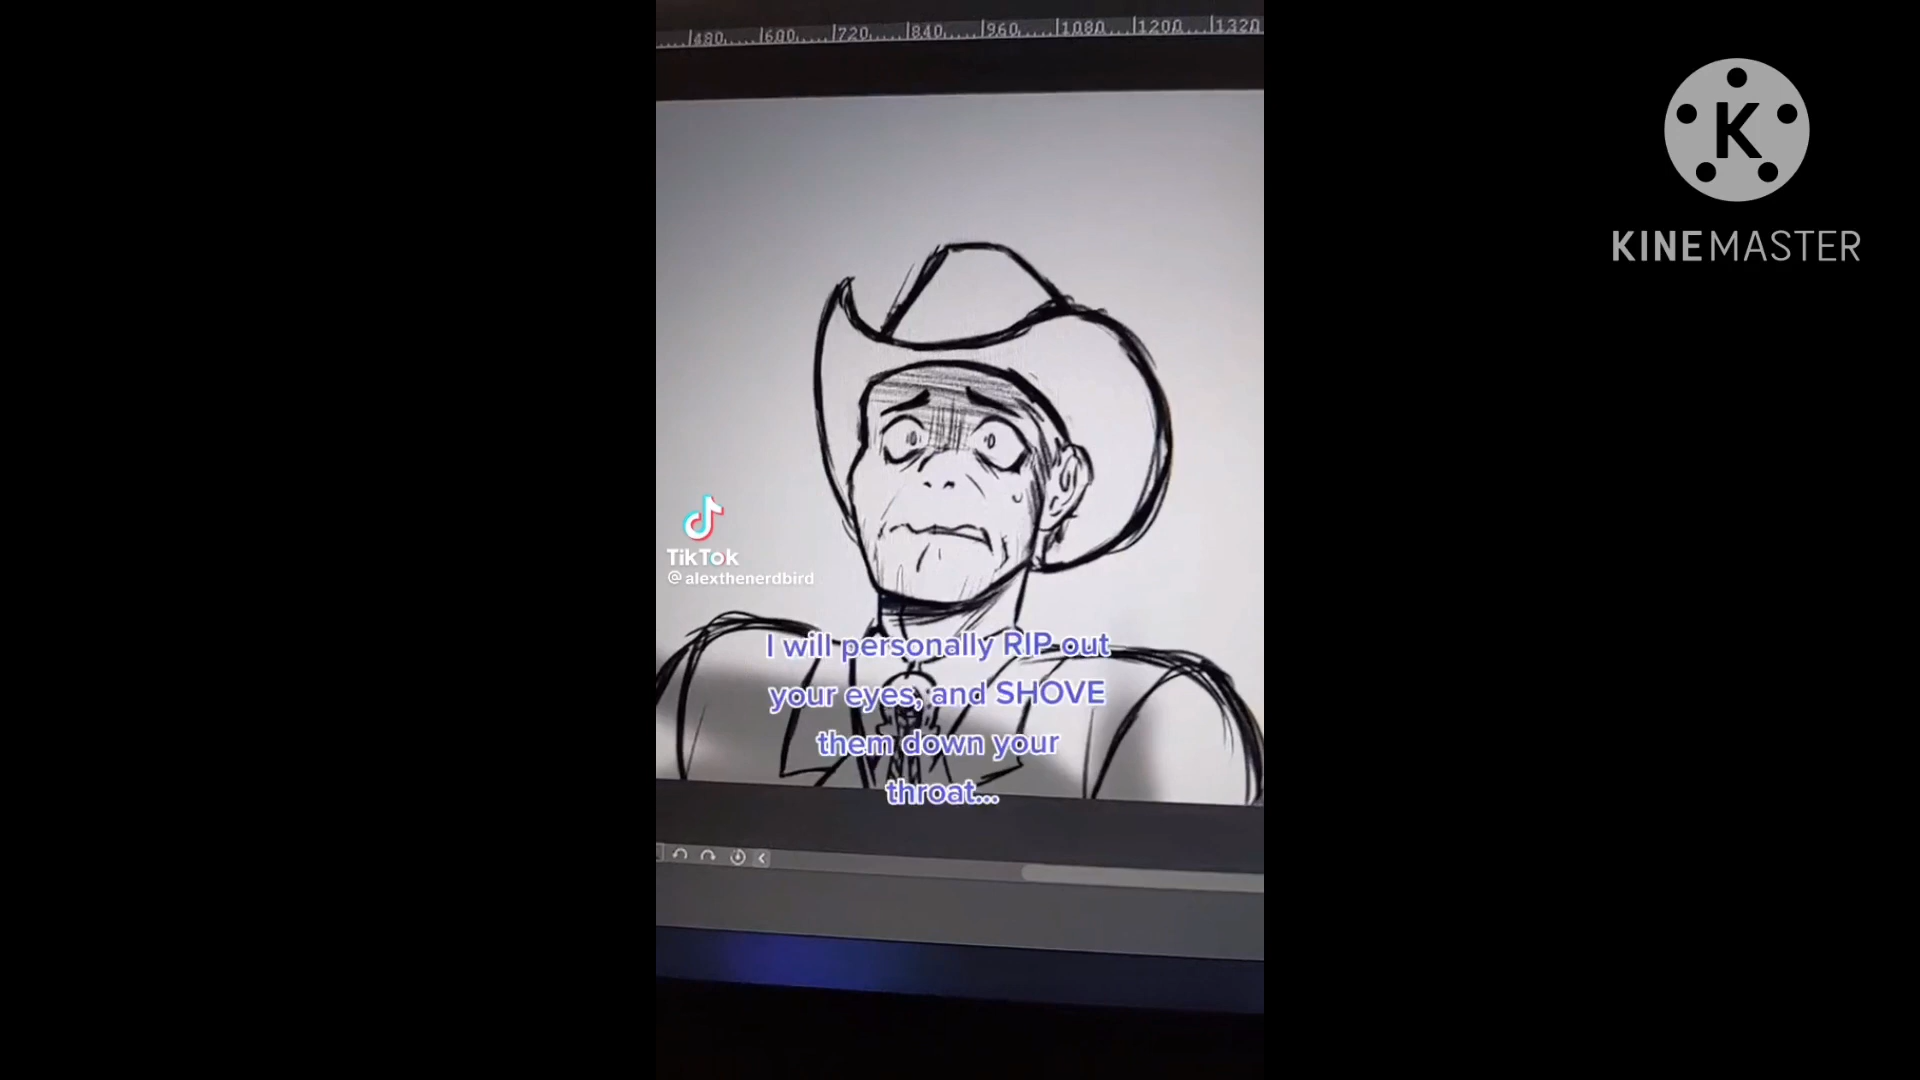 480 600 720 840 960 1080 1200 1320
K
KINEMASTER
TikTok
@alexthenerdbird
I will personally RIP out
your eyes, and SHOVE
them down your
throat...